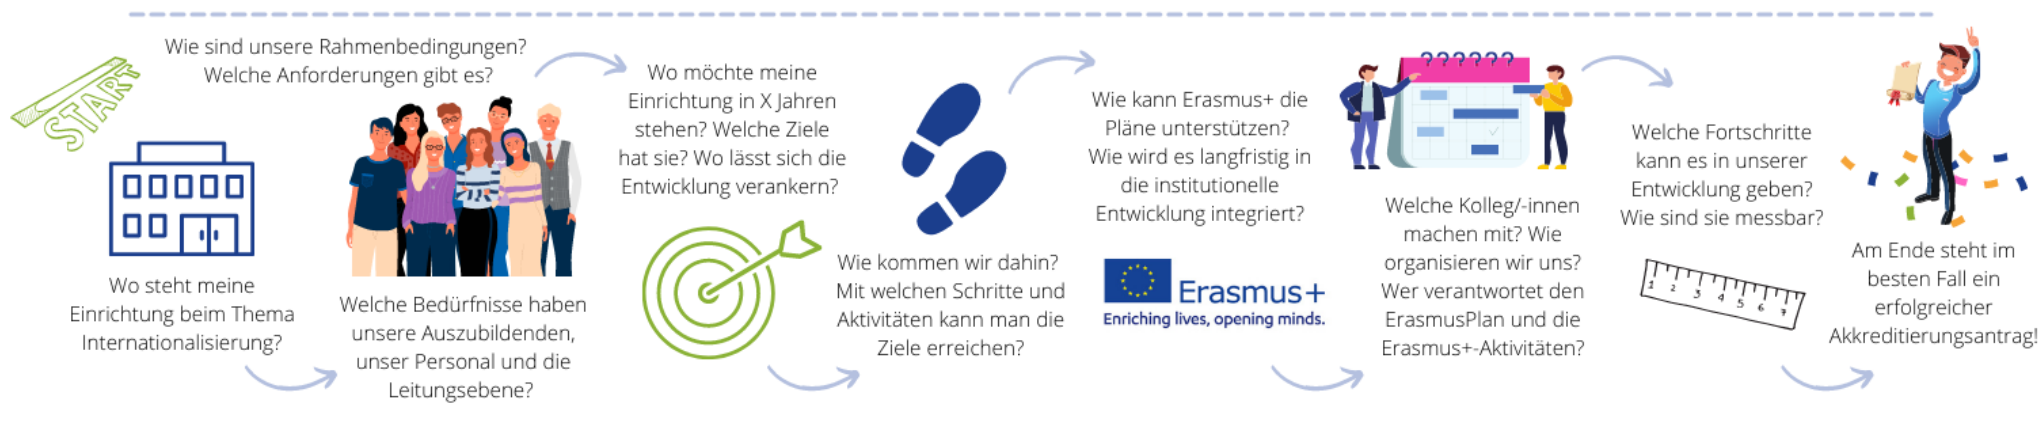 START
Wie sind unsere Rahmenbedingungen?
Welche Anforderungen gibt es?
Wo steht meine
Einrichtung beim Thema
Internationalisierung?
Welche Bedürfnisse haben
unsere Auszubildenden,
unser Personal und die
Leitungsebene?
Wo möchte meine
Einrichtung in X Jahren
stehen? Welche Ziele
hat sie? Wo lässt sich die
Entwicklung verankern?
Wie kommen wir dahin?
Mit welchen Schritte und
Aktivitäten kann man die
Ziele erreichen?
Wie kann Erasmus+ die
Pläne unterstützen?
Wie wird es langfristig in
die institutionelle
Entwicklung integriert?
Erasmus+
Enriching lives, opening minds.
Welche Kolleg/-innen
machen mit? Wie
organisieren wir uns?
Wer verantwortet den
ErasmusPlan und die
Erasmus+-Aktivitäten?
Welche Fortschritte
kann es in unserer
Entwicklung geben?
Wie sind sie messbar?
1 2 3 4 5 6 7
Am Ende steht im
besten Fall ein
erfolgreicher
Akkreditierungsantrag!